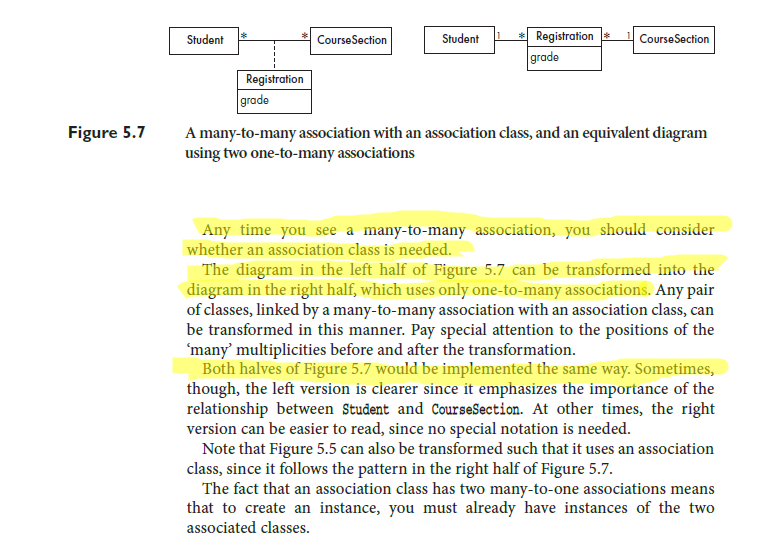 Student * * CourseSection
Registration
grade
Student 1 * Registration * 1 CourseSection
grade
Figure 5.7 A many-to-many association with an association class, and an equivalent diagram
using two one-to-many associations
Any time you see a many-to-many association, you should consider
whether an association class is needed.
The diagram in the left half of Figure 5.7 can be transformed into the
diagram in the right half, which uses only one-to-many associations. Any pair
of classes, linked by a many-to-many association with an association class, can
be transformed in this manner. Pay special attention to the positions of the
‘many’ multiplicities before and after the transformation.
Both halves of Figure 5.7 would be implemented the same way. Sometimes,
though, the left version is clearer since it emphasizes the importance of the
relationship between Student and CourseSection. At other times, the right
version can be easier to read, since no special notation is needed.
Note that Figure 5.5 can also be transformed such that it uses an association
class, since it follows the pattern in the right half of Figure 5.7.
The fact that an association class has two many-to-one associations means
that to create an instance, you must already have instances of the two
associated classes.